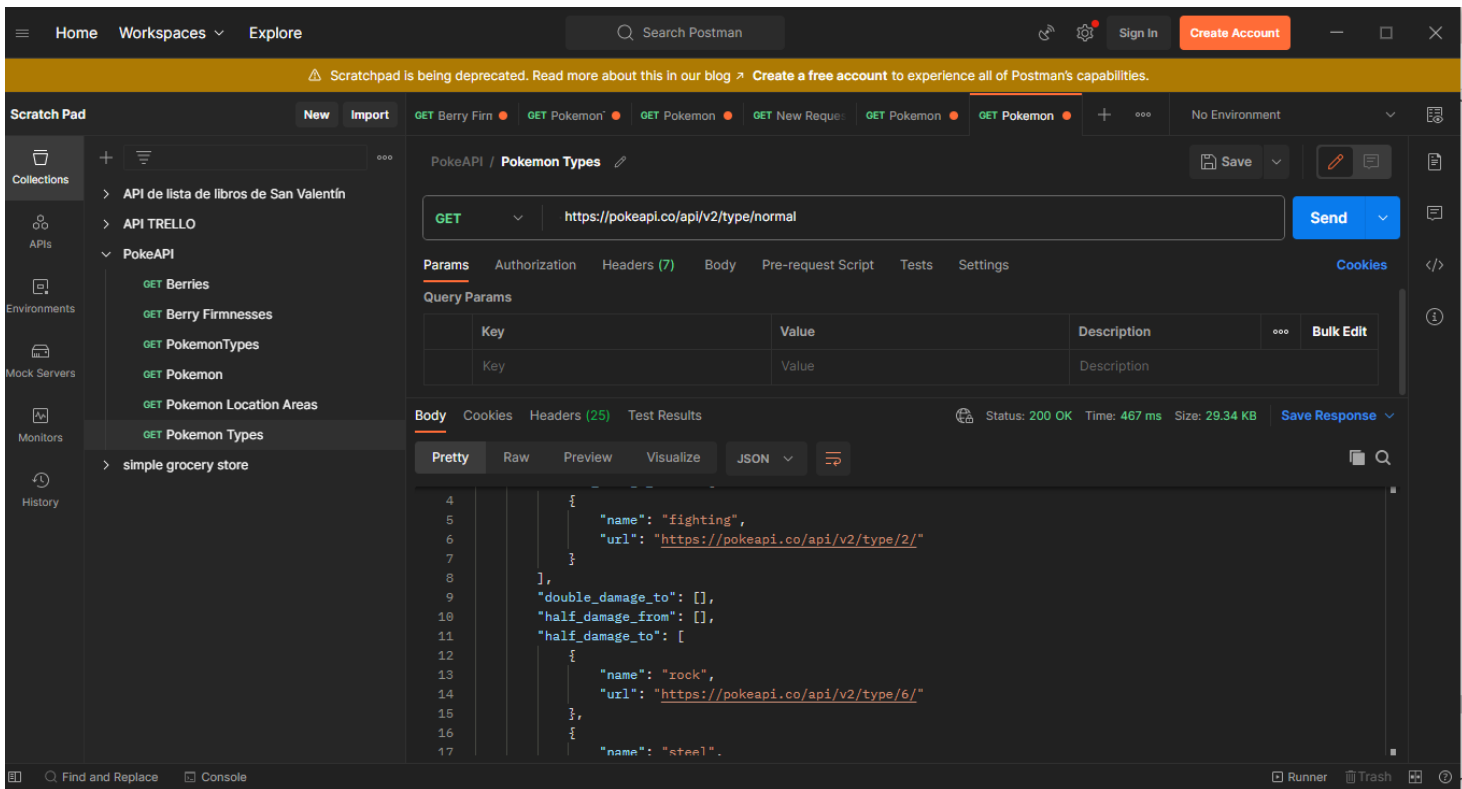 Home Workspaces Explore Search Postman Sign In Create Account
Scratchpad is being deprecated. Read more about this in our blog ↗ Create a free account to experience all of Postman's capabilities.
Scratch Pad New Import GET Berry Firn GET Pokemon GET Pokemon GET New Reque GET Pokemon GET Pokemon No Environment
Collections
APIs
Environments
Mock Servers
Monitors
History
API de lista de libros de San Valentín
API TRELLO
PokeAPI
GET Berries
GET Berry Firmnesses
GET PokemonTypes
GET Pokemon
GET Pokemon Location Areas
GET Pokemon Types
simple grocery store
PokeAPI / Pokemon Types Save
GET https://pokeapi.co/api/v2/type/normal Send
Params Authorization Headers (7) Body Pre-request Script Tests Settings Cookies
Query Params
Key Value Description Bulk Edit
Key Value Description
Body Cookies Headers (25) Test Results Status: 200 OK Time: 467 ms Size: 29.34 KB Save Response
Pretty Raw Preview Visualize JSON
4 {
5 "name": "fighting",
6 "url": "https://pokeapi.co/api/v2/type/2/"
7 }
8 ],
9 "double_damage_to": [],
10 "half_damage_from": [],
11 "half_damage_to": [
12 {
13 "name": "rock",
14 "url": "https://pokeapi.co/api/v2/type/6/"
15 },
16 {
17 "name": "steel",
Find and Replace Console Runner Trash